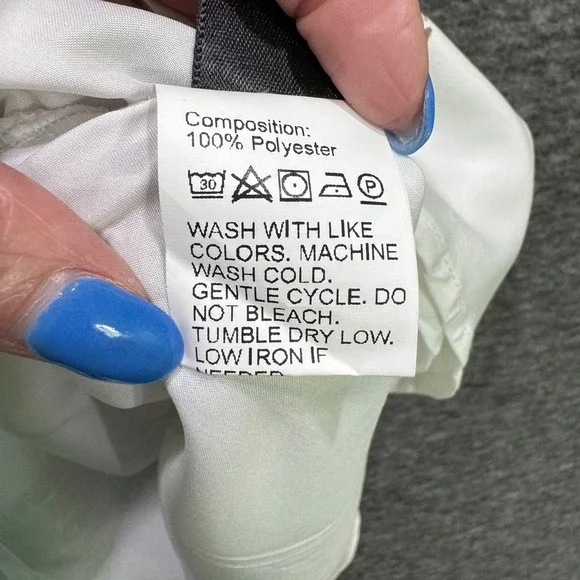 Composition:
100% Polyester
30 P
WASH WITH LIKE
COLORS. MACHINE
WASH COLD.
GENTLE CYCLE. DO
NOT BLEACH.
TUMBLE DRY LOW.
LOW IRON IF
NEEDED